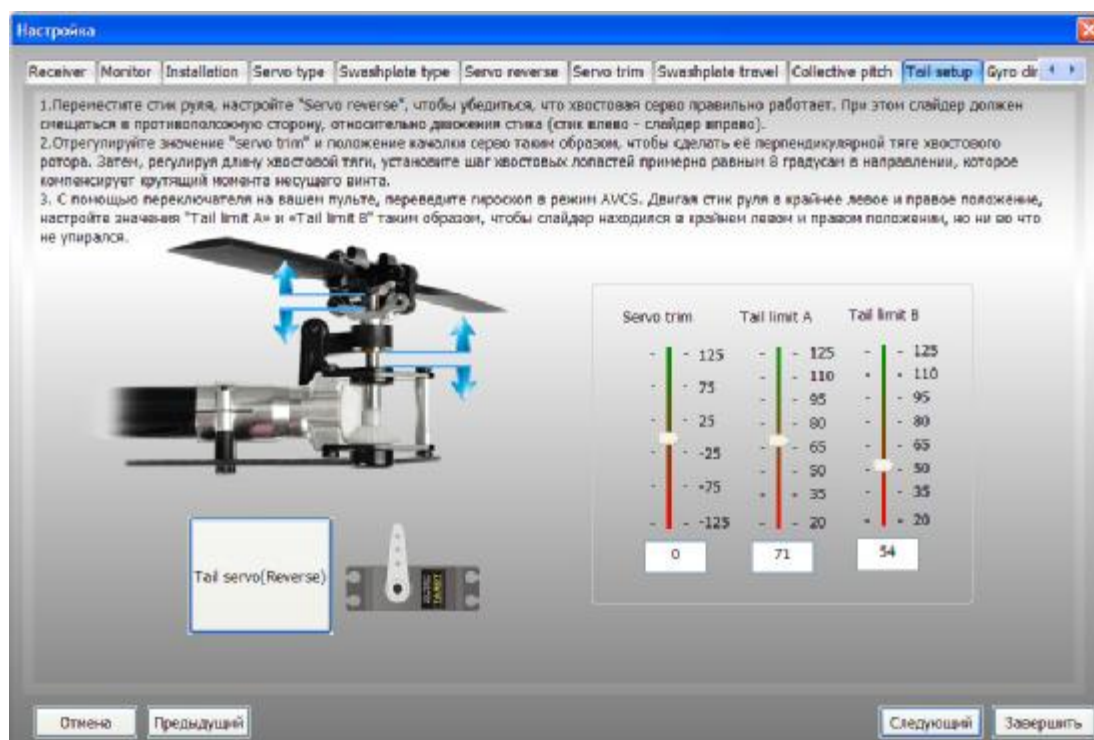 Настройка
Receiver Monitor Installation Servo type Swashplate type Servo reverse Servo trim Swashplate travel Collective pitch Tail setup Gyro dir
1.Переместите стик руля, настройте "Servo reverse", чтобы убедиться, что хвостовая серво правильно работает. При этом слайдер должен
смещаться в противоположную сторону, относительно движения стика (стик влево - слайдер вправо).
2.Отрегулируйте значение "servo trim" и положение качалки серво таким образом, чтобы сделать её перпендикулярной тяге хвостового
ротора. Затем, регулируя длину хвостовой тяги, установите шаг хвостовых лопастей примерно равным 8 градусам в направлении, которое
компенсирует крутящий момента несущего винта.
3. С помощью переключателя на вашем пульте, переведите гироскоп в режим AVCS. Двигая стик руля в крайнее левое и правое положение,
настройте значения "Tail limit A» и «Tail limit B" таким образом, чтобы слайдер находился в крайнем левом и правом положении, но ни во что
не упирался.
Servo trim Tail limit A Tail limit B
125 125 125
110 110
75 95 95
25 80 80
-25 65 65
50 50
-75 35 35
-125 20 20
0 71 54
Tail servo(Reverse)
TAROT
Отмена Предыдущий Следующий Завершить